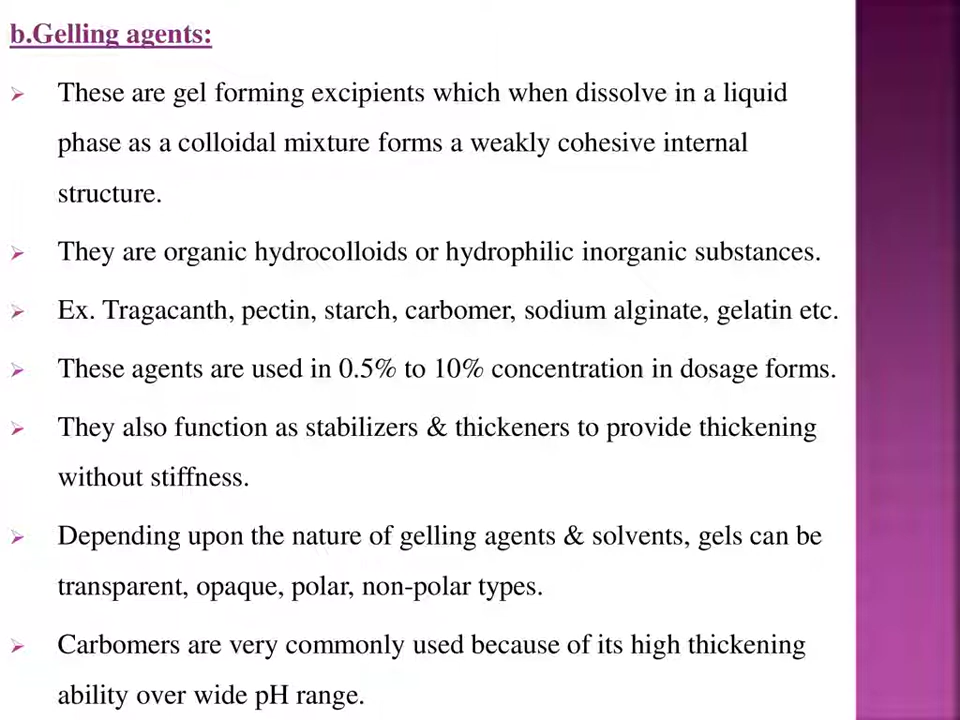 b.Gelling agents:
➢ These are gel forming excipients which when dissolve in a liquid
phase as a colloidal mixture forms a weakly cohesive internal
structure.
➢ They are organic hydrocolloids or hydrophilic inorganic substances.
➢ Ex. Tragacanth, pectin, starch, carbomer, sodium alginate, gelatin etc.
➢ These agents are used in 0.5% to 10% concentration in dosage forms.
➢ They also function as stabilizers & thickeners to provide thickening
without stiffness.
➢ Depending upon the nature of gelling agents & solvents, gels can be
transparent, opaque, polar, non-polar types.
➢ Carbomers are very commonly used because of its high thickening
ability over wide pH range.